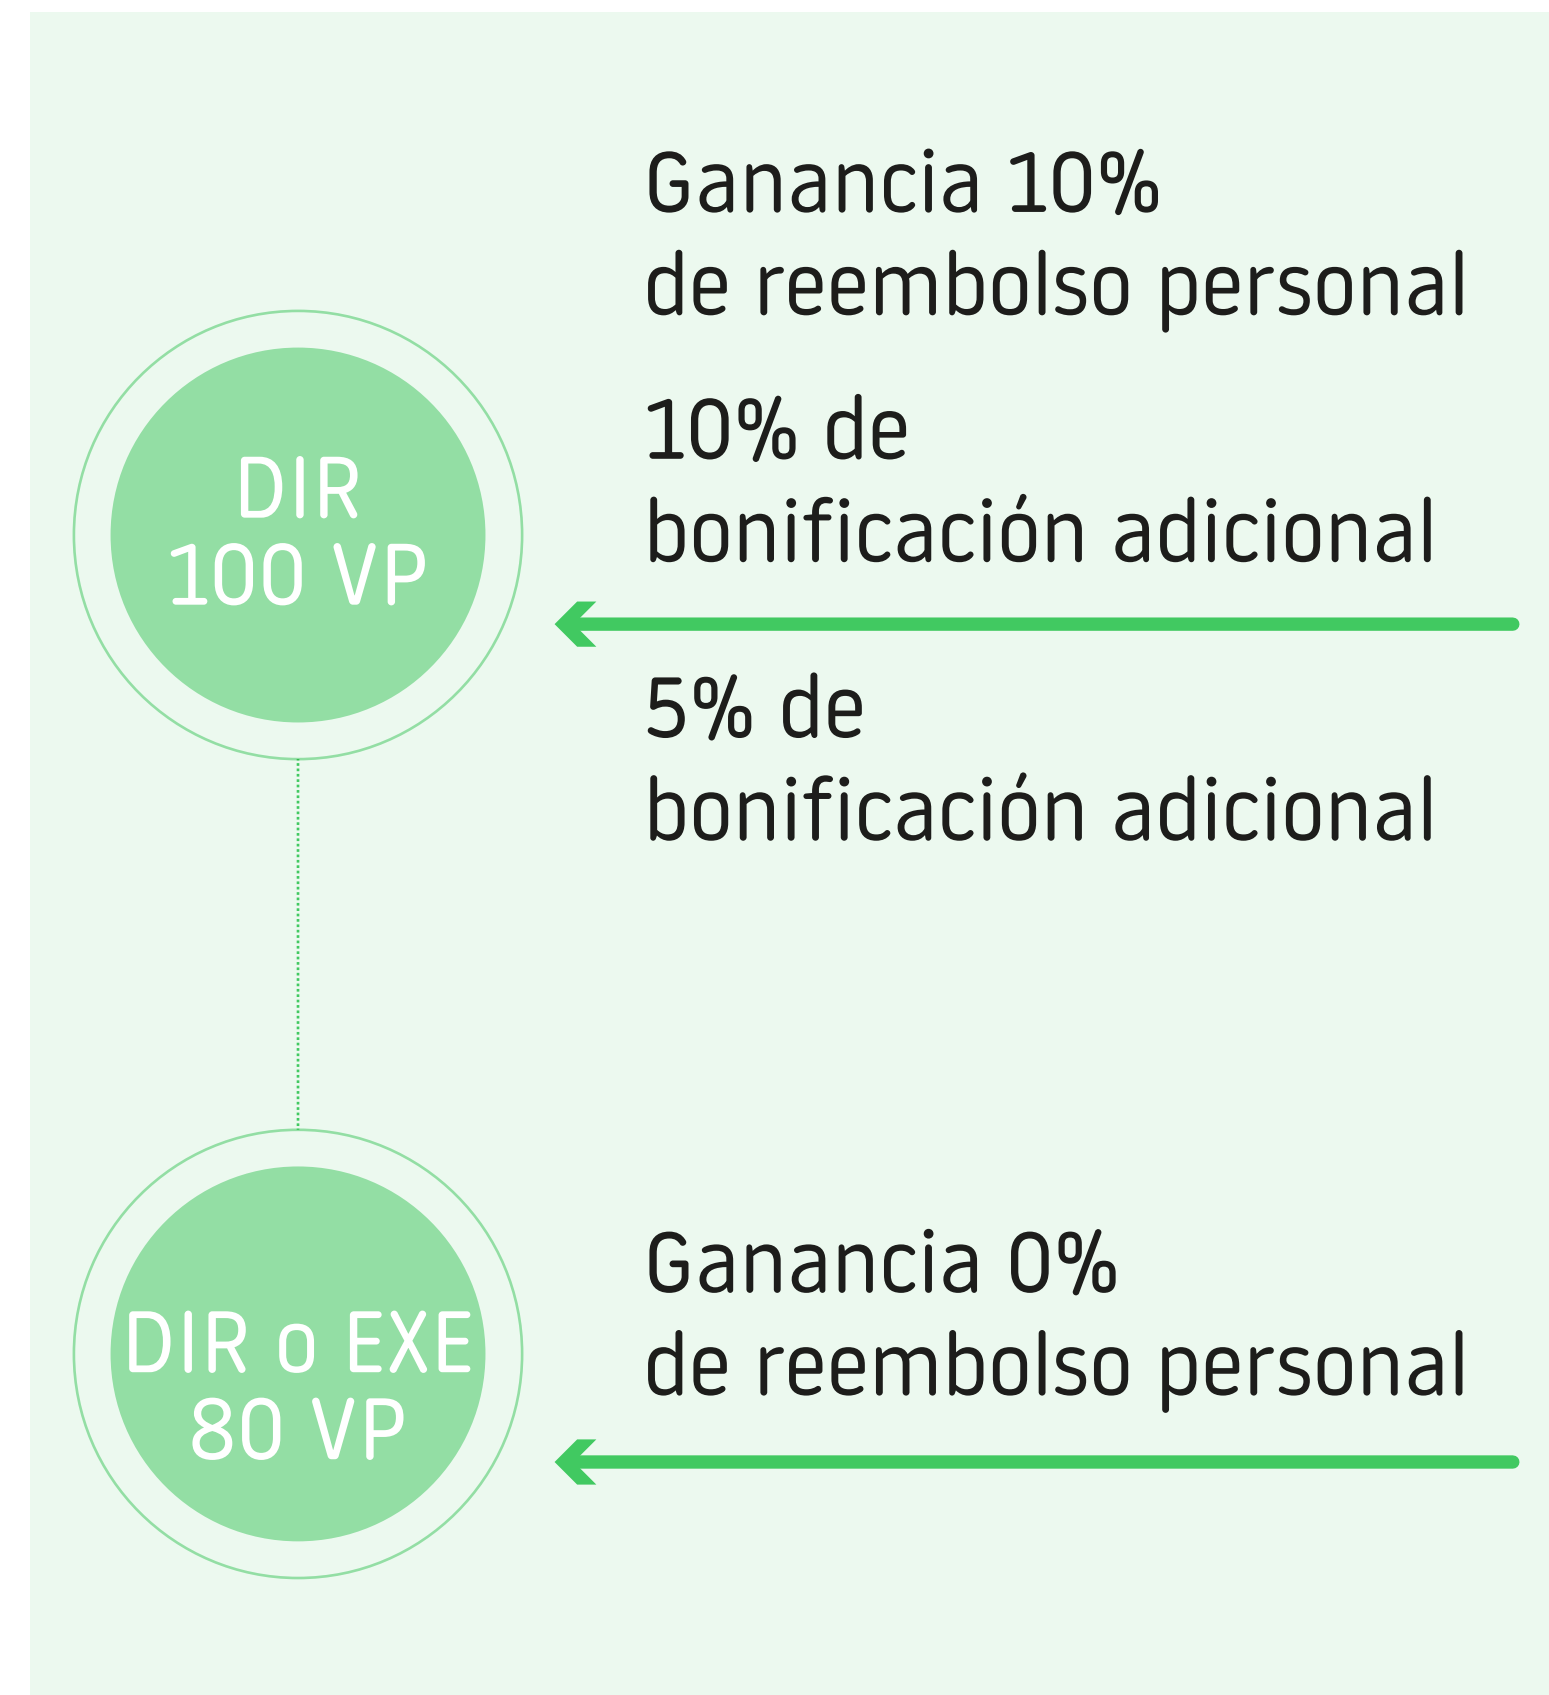 Ganancia 10%
de reembolso personal
10% de
bonificación adicional
DIR
100 VP
5% de
bonificación adicional
Ganancia 0%
de reembolso personal
DIR o EXE
80 VP